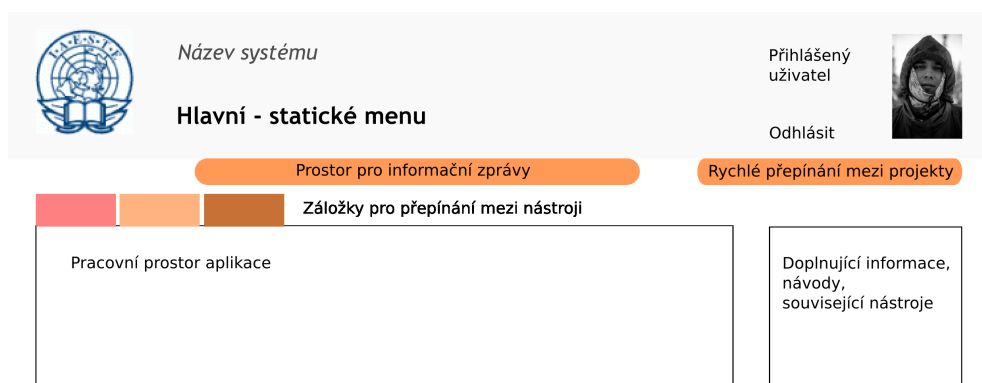 I.A.E.S.T.E
Název systému
Hlavní - statické menu
Přihlášený
uživatel
Odhlásit
Prostor pro informační zprávy
Rychlé přepínání mezi projekty
Záložky pro přepínání mezi nástroji
Pracovní prostor aplikace
Doplnující informace,
návody,
související nástroje